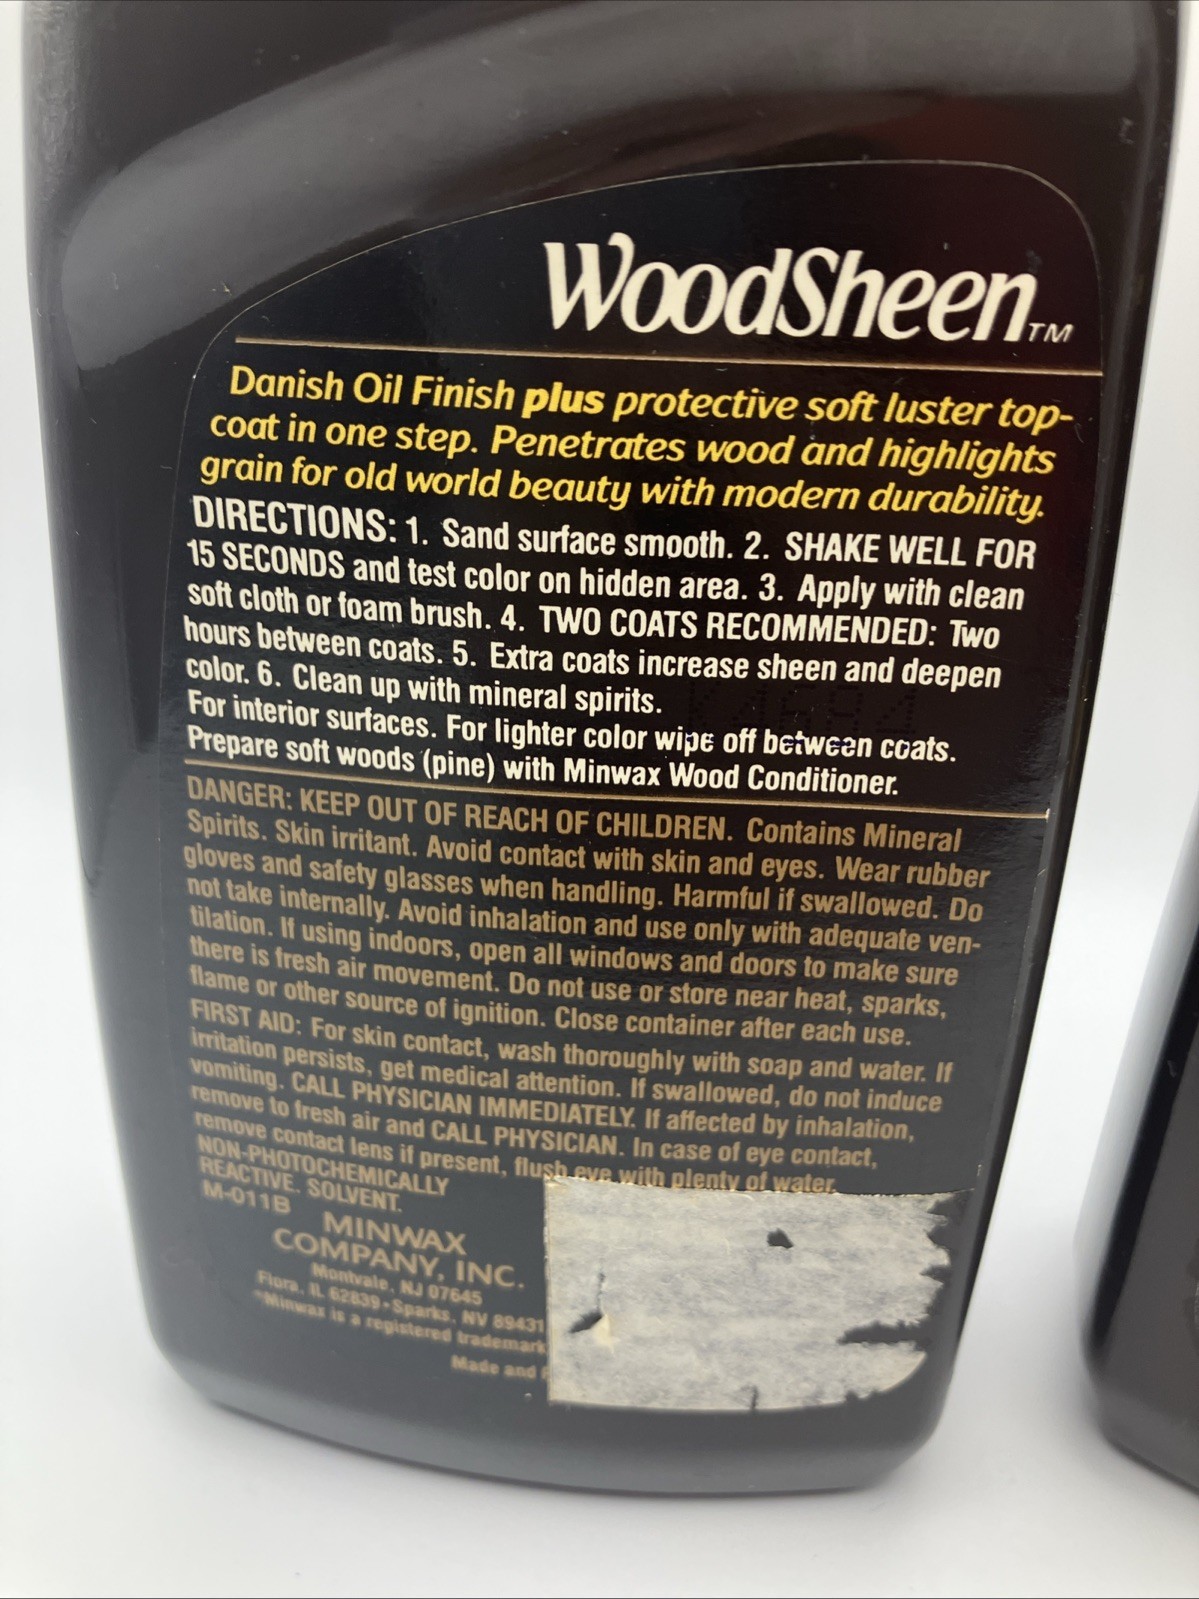 WoodSheen™
Danish Oil Finish plus protective soft luster top-
coat in one step. Penetrates wood and highlights
grain for old world beauty with modern durability.
DIRECTIONS: 1. Sand surface smooth. 2. SHAKE WELL FOR
15 SECONDS and test color on hidden area. 3. Apply with clean
soft cloth or foam brush. 4. TWO COATS RECOMMENDED: Two
hours between coats. 5. Extra coats increase sheen and deepen
color. 6. Clean up with mineral spirits.
For interior surfaces. For lighter color wipe off between coats.
Prepare soft woods (pine) with Minwax Wood Conditioner.
DANGER: KEEP OUT OF REACH OF CHILDREN. Contains Mineral
Spirits. Skin irritant. Avoid contact with skin and eyes. Wear rubber
gloves and safety glasses when handling. Harmful if swallowed. Do
not take internally. Avoid inhalation and use only with adequate ven-
tilation. If using indoors, open all windows and doors to make sure
there is fresh air movement. Do not use or store near heat, sparks,
flame or other source of ignition. Close container after each use.
FIRST AID: For skin contact, wash thoroughly with soap and water. If
irritation persists, get medical attention. If swallowed, do not induce
vomiting. CALL PHYSICIAN IMMEDIATELY. If affected by inhalation,
remove to fresh air and CALL PHYSICIAN. In case of eye contact,
remove contact lens if present, flush eye with plenty of water.
NON-PHOTOCHEMICALLY
REACTIVE. SOLVENT.
M-011B
MINWAX
COMPANY, INC.
Montvale, NJ 07645
Flora, IL 62839 • Sparks, NV 89431
*Minwax is a registered trademark
Made and